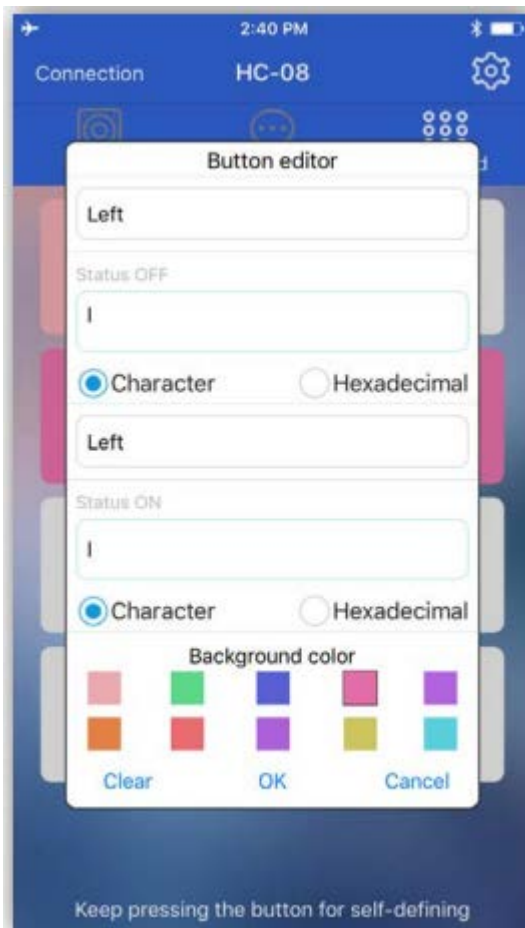 2:40 PM
Connection HC-08
Button editor
Left
Status OFF
l
Character Hexadecimal
Left
Status ON
l
Character Hexadecimal
Background color
Clear OK Cancel
Keep pressing the button for self-defining